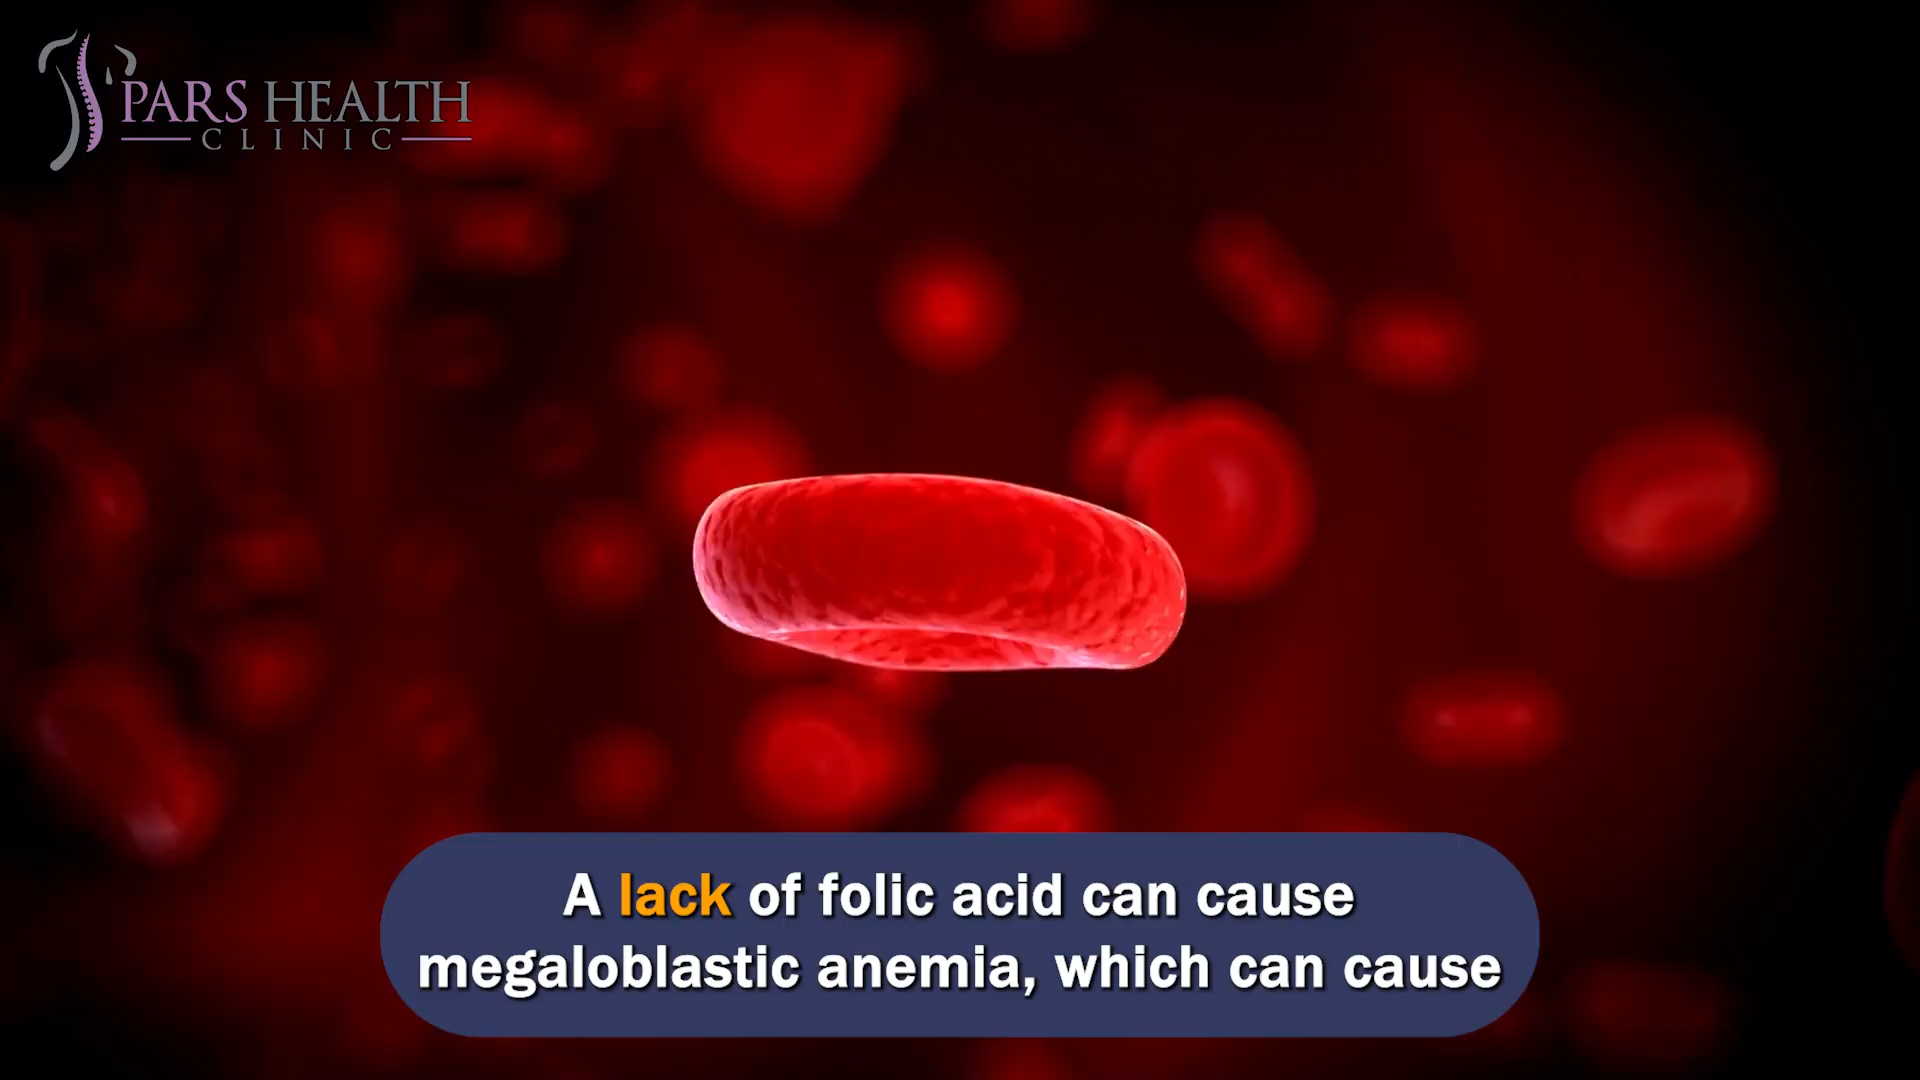 PARS HEALTH
CLINIC
A lack of folic acid can cause
megaloblastic anemia, which can cause